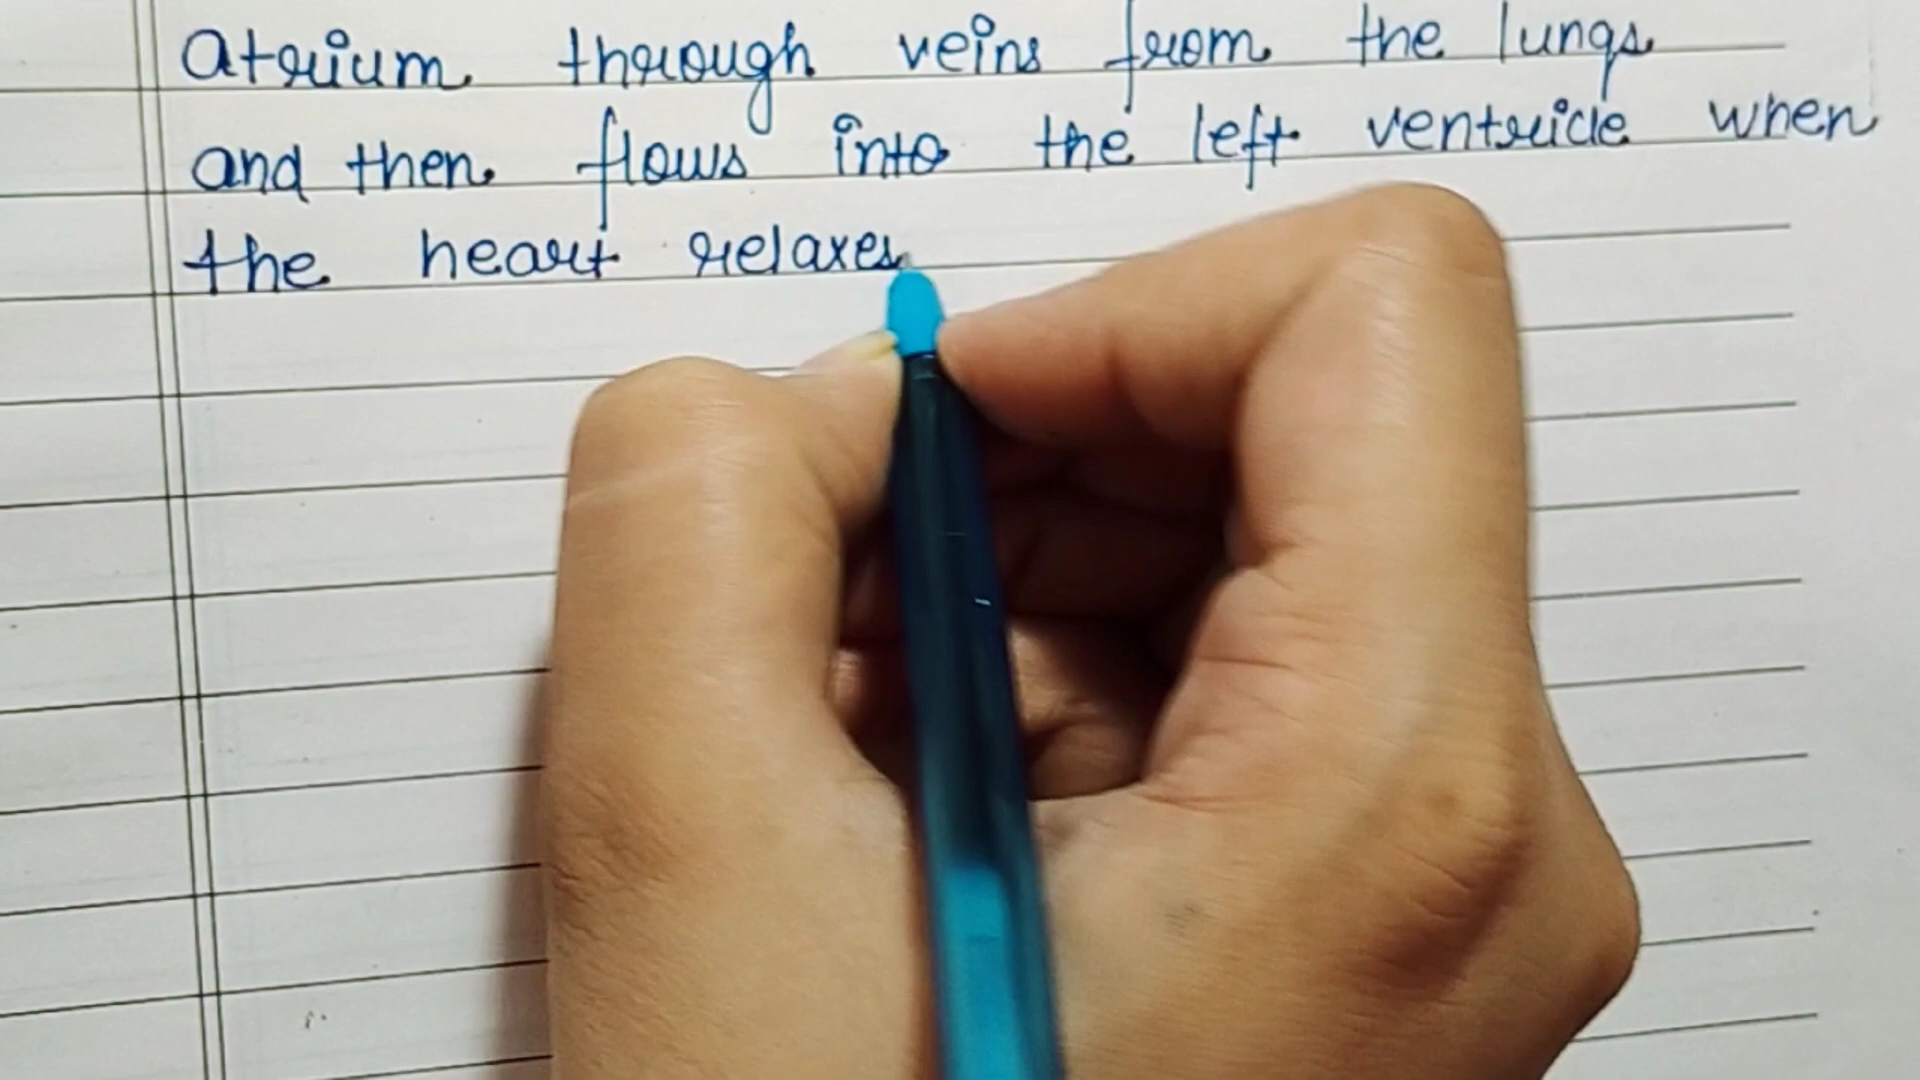 atrium through veins from the lungs
and then flows into the left ventricle when
the heart relaxes